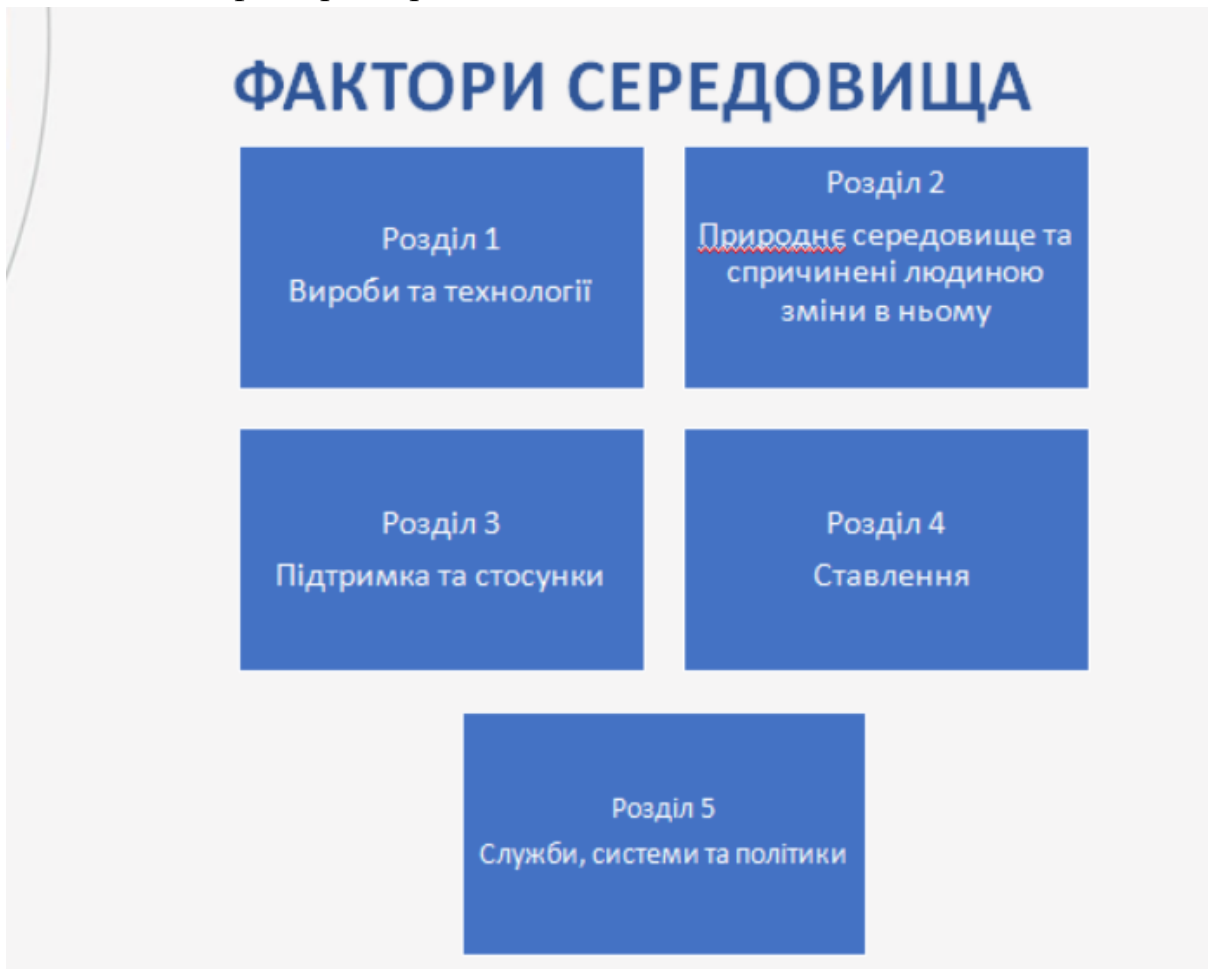 ФАКТОРИ СЕРЕДОВИЩА
Розділ 1
Вироби та технології
Розділ 2
Природнє середовище та
спричинені людиною
зміни в ньому
Розділ 3
Підтримка та стосунки
Розділ 4
Ставлення
Розділ 5
Служби, системи та політики